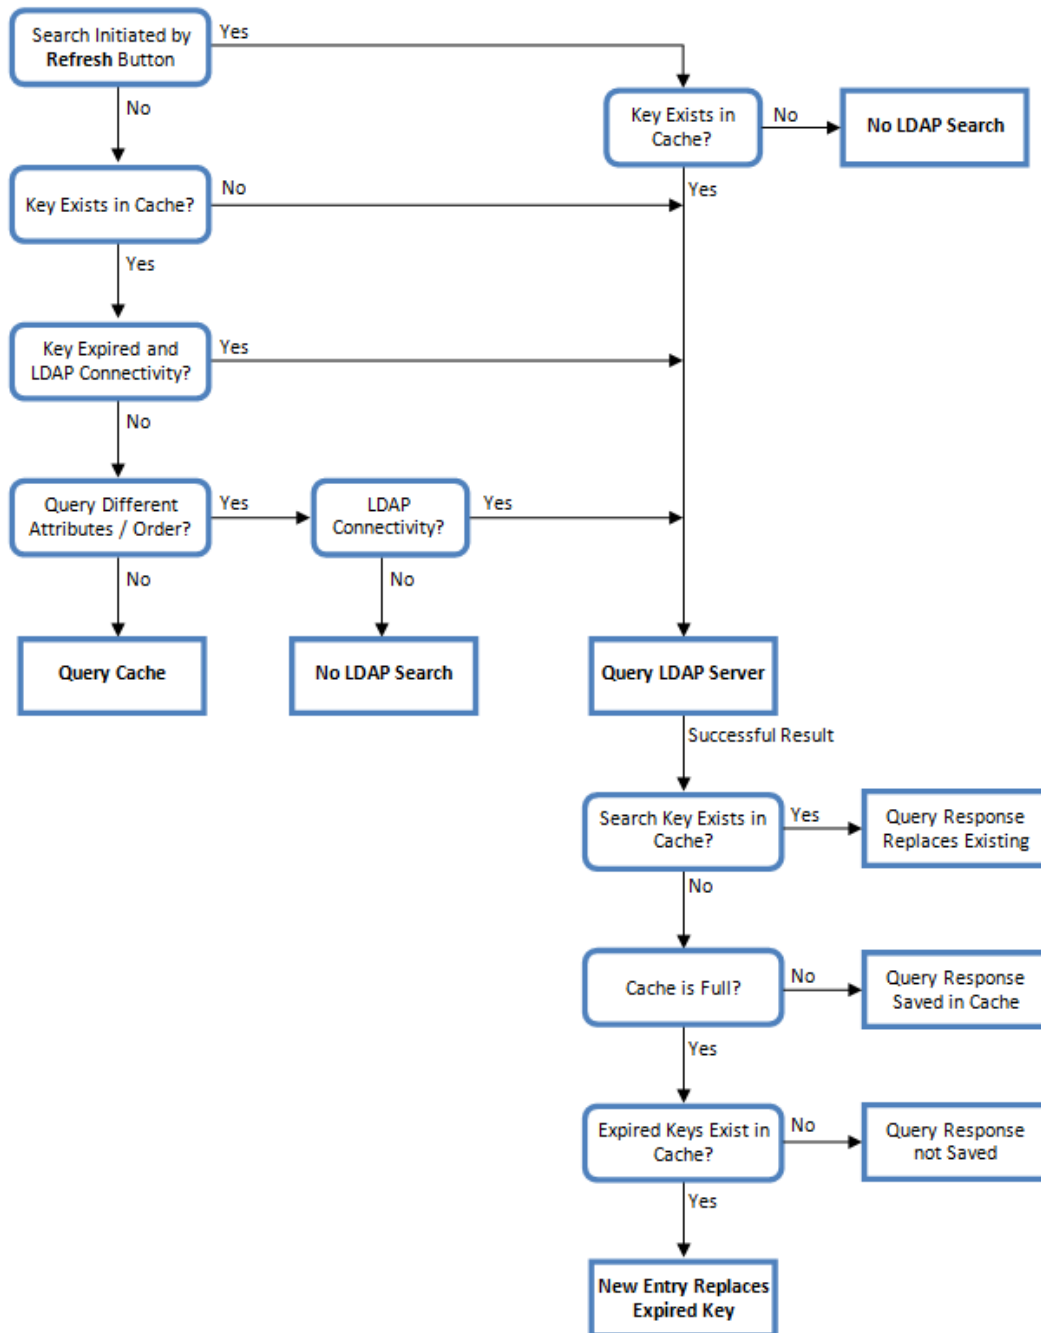 Search Initiated by
Refresh Button
Yes
No
Key Exists in
Cache?
No
No LDAP Search
Yes
Key Exists in Cache?
No
Yes
Key Expired and
LDAP Connectivity?
Yes
No
Query Different
Attributes / Order?
Yes
LDAP
Connectivity?
Yes
No
No
Query Cache
No LDAP Search
Query LDAP Server
Successful Result
Search Key Exists in
Cache?
Yes
Query Response
Replaces Existing
No
Cache is Full?
No
Query Response
Saved in Cache
Yes
Expired Keys Exist in
Cache?
No
Query Response
not Saved
Yes
New Entry Replaces
Expired Key